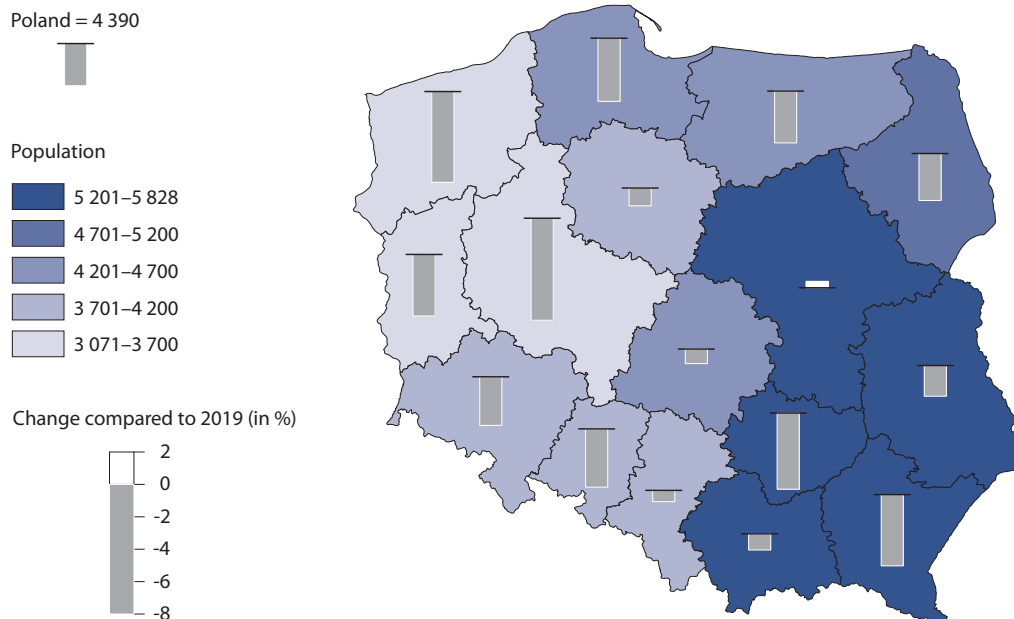 Poland = 4 390
Population
5 201–5 828
4 701–5 200
4 201–4 700
3 701–4 200
3 071–3 700
Change compared to 2019 (in %)
2
0
-2
-4
-6
-8